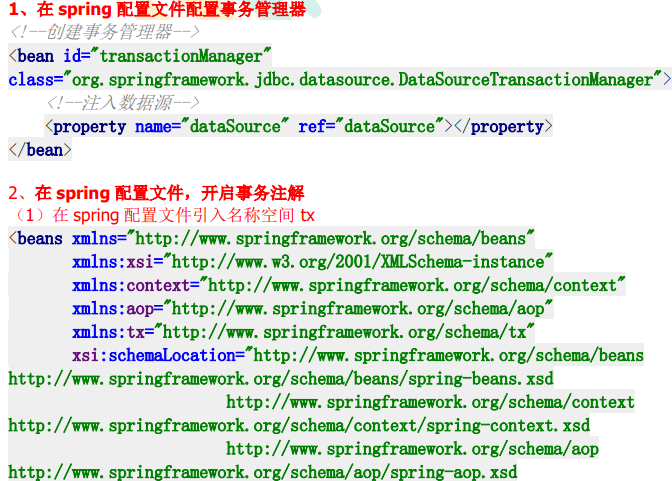 1、在 spring 配置文件配置事务管理器
<!--创建事务管理器-->
<bean id="transactionManager"
class="org.springframework.jdbc.datasource.DataSourceTransactionManager">
<!--注入数据源-->
<property name="dataSource" ref="dataSource"></property>
</bean>
2、在 spring 配置文件，开启事务注解
（1）在 spring 配置文件引入名称空间 tx
<beans xmlns="http://www.springframework.org/schema/beans"
xmlns:xsi="http://www.w3.org/2001/XMLSchema-instance"
xmlns:context="http://www.springframework.org/schema/context"
xmlns:aop="http://www.springframework.org/schema/aop"
xmlns:tx="http://www.springframework.org/schema/tx"
xsi:schemaLocation="http://www.springframework.org/schema/beans
http://www.springframework.org/schema/beans/spring-beans.xsd
http://www.springframework.org/schema/context
http://www.springframework.org/schema/context/spring-context.xsd
http://www.springframework.org/schema/aop
http://www.springframework.org/schema/aop/spring-aop.xsd